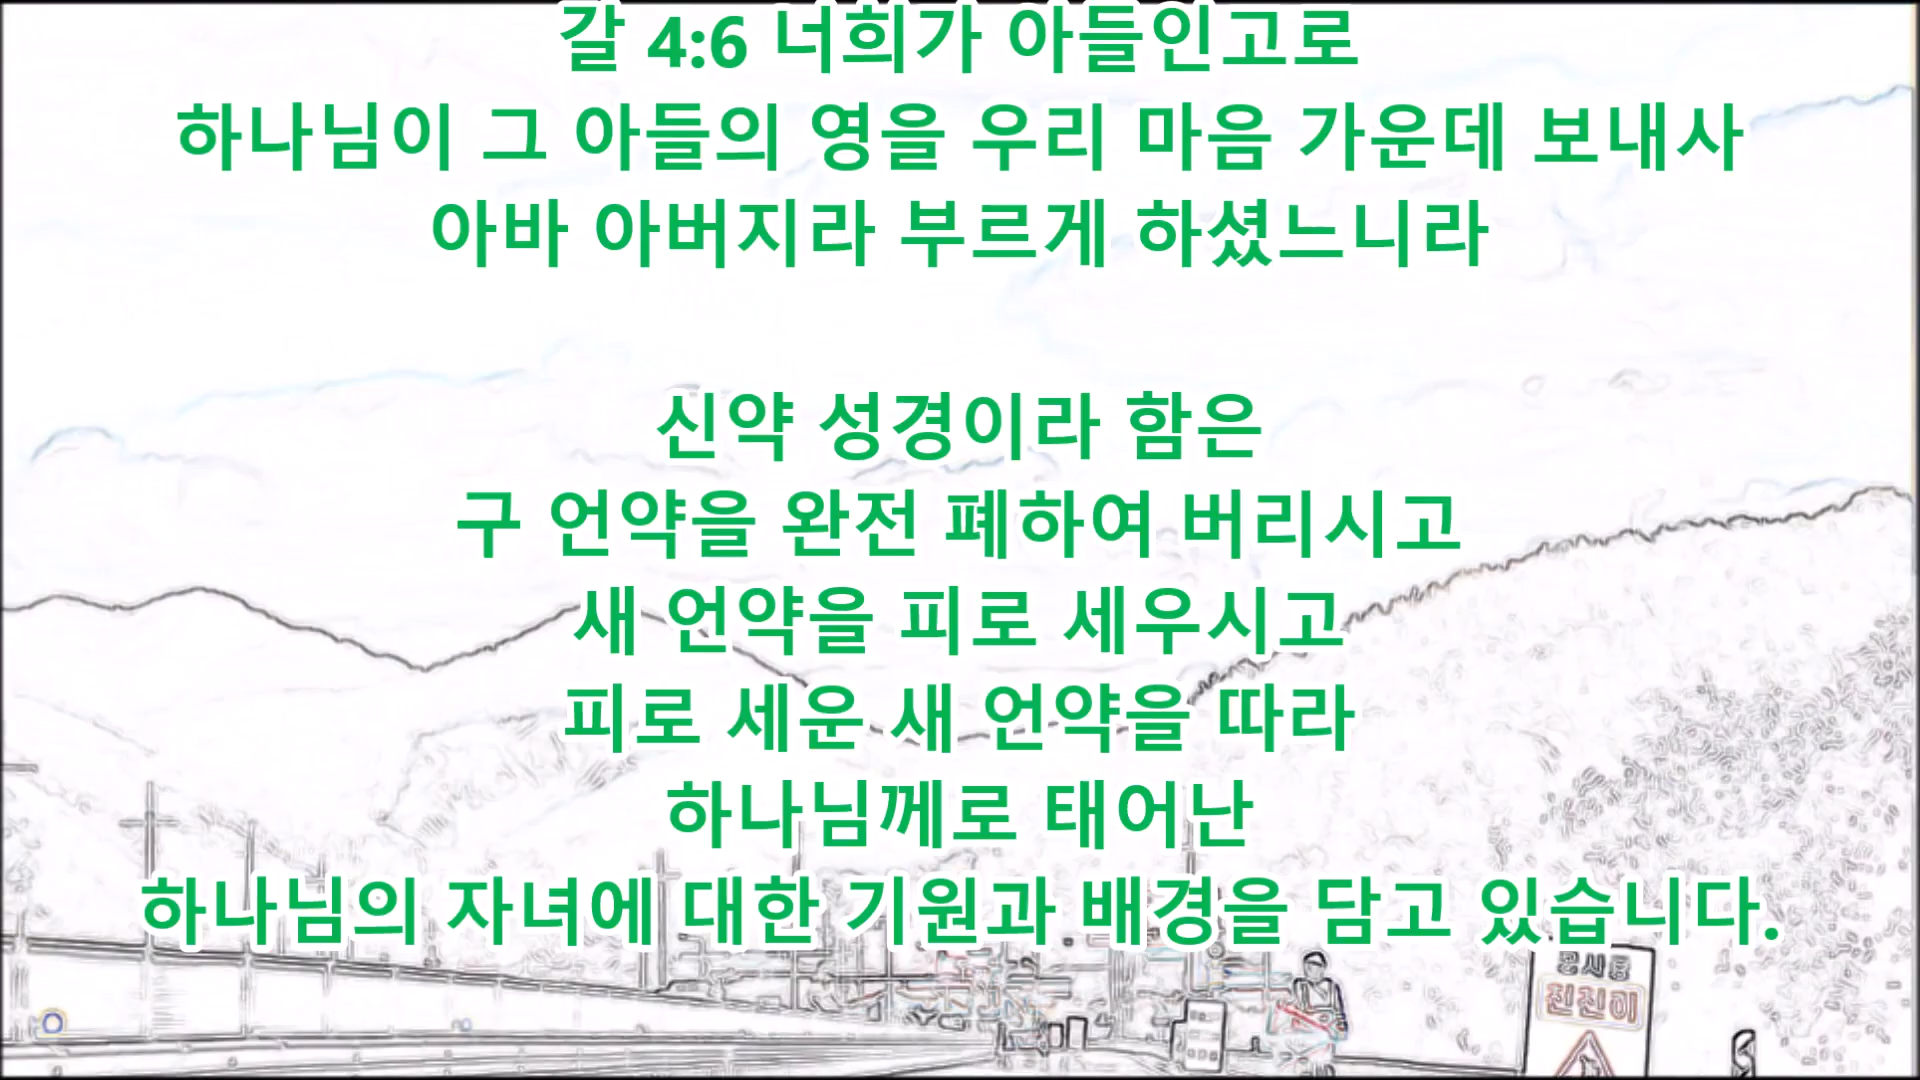 갈 4:6 너희가 아들인고로
하나님이 그 아들의 영을 우리 마음 가운데 보내사
아바 아버지라 부르게 하셨느니라
신약 성경이라 함은
구 언약을 완전 폐하여 버리시고
새 언약을 피로 세우시고
피로 세운 새 언약을 따라
하나님께로 태어난
하나님의 자녀에 대한 기원과 배경을 담고 있습니다.